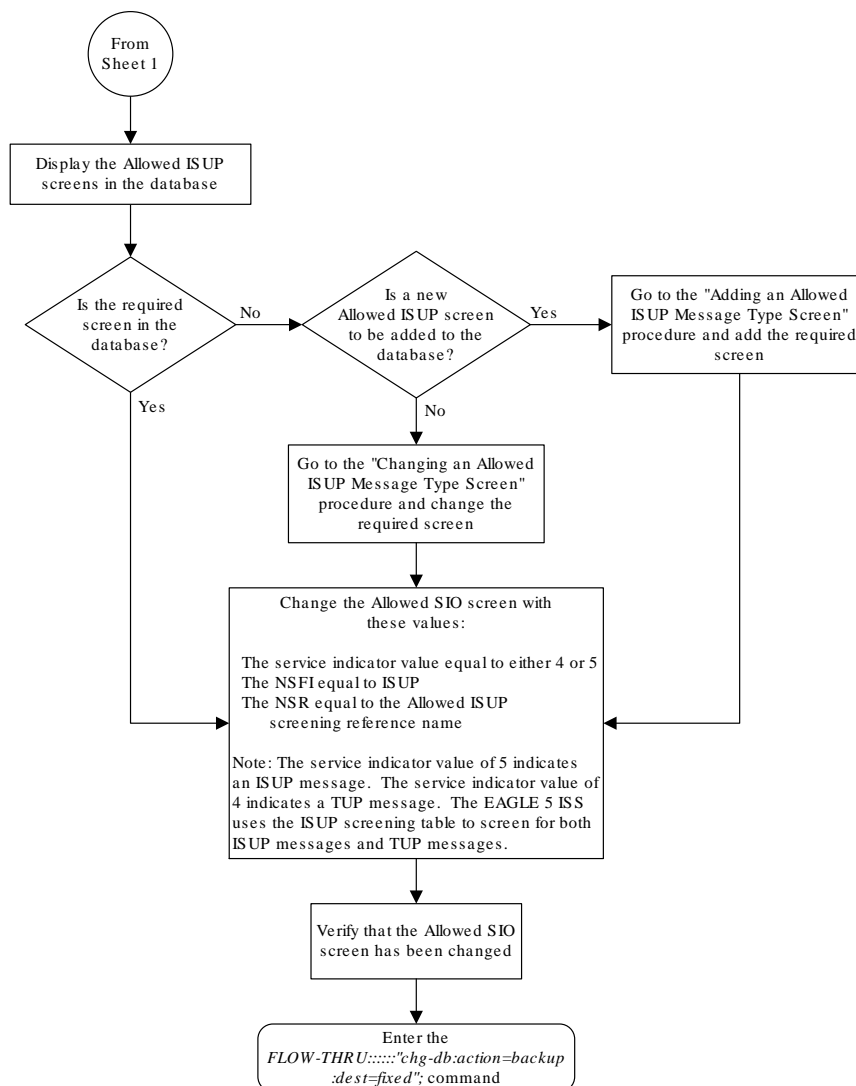 From
Sheet 1
Display the Allowed ISUP
screens in the database
Is the required
screen in the
database?
No
Yes
Is a new
Allowed ISUP screen
to be added to the
database?
Yes
No
Go to the "Adding an Allowed
ISUP Message Type Screen"
procedure and add the required
screen
Go to the "Changing an Allowed
ISUP Message Type Screen"
procedure and change the
required screen
Change the Allowed SIO screen with
these values:
The service indicator value equal to either 4 or 5
The NSFI equal to ISUP
The NSR equal to the Allowed ISUP
screening reference name
Note: The service indicator value of 5 indicates
an ISUP message. The service indicator value of
4 indicates a TUP message. The EAGLE 5 ISS
uses the ISUP screening table to screen for both
ISUP messages and TUP messages.
Verify that the Allowed SIO
screen has been changed
Enter the
FLOW-THRU::::::"chg-db:action=backup
:dest=fixed"; command